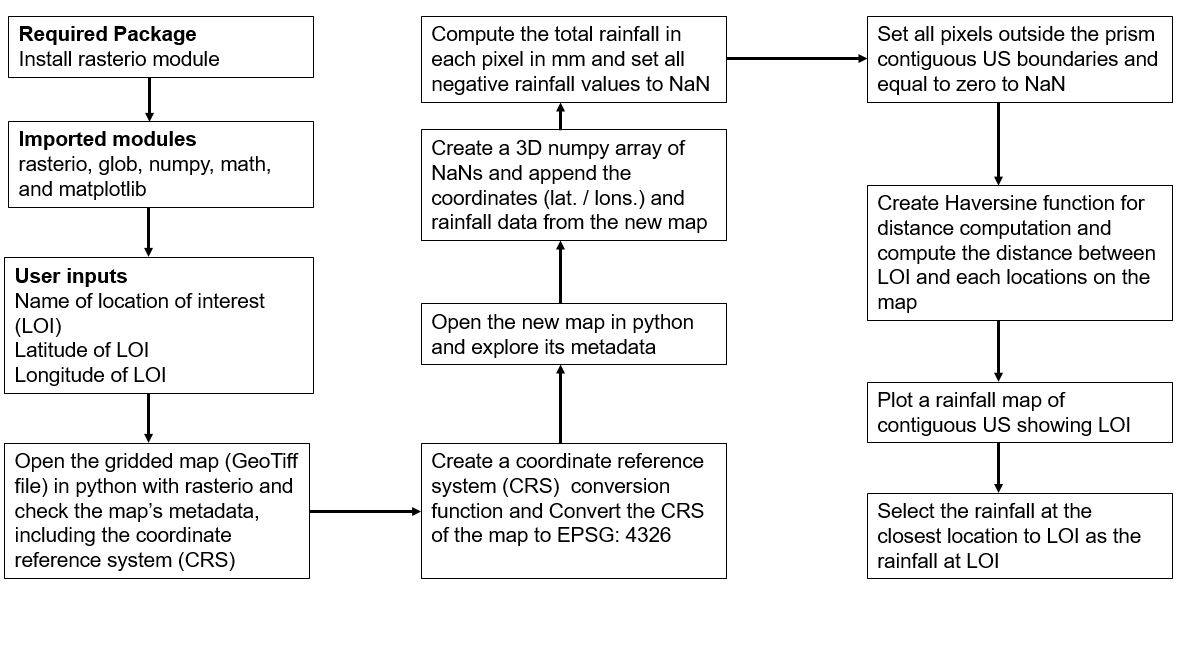 Required Package
Install rasterio module
Imported modules
rasterio, glob, numpy, math,
and matplotlib
User inputs
Name of location of interest
(LOI)
Latitude of LOI
Longitude of LOI
Open the gridded map (GeoTiff
file) in python with rasterio and
check the map's metadata,
including the coordinate
reference system (CRS)
Create a coordinate reference
system (CRS)  conversion
function and Convert the CRS
of the map to EPSG: 4326
Open the new map in python
and explore its metadata
Create a 3D numpy array of
NaNs and append the
coordinates (lat. / lons.) and
rainfall data from the new map
Compute the total rainfall in
each pixel in mm and set all
negative rainfall values to NaN
Set all pixels outside the prism
contiguous US boundaries and
equal to zero to NaN
Create Haversine function for
distance computation and
compute the distance between
LOI and each locations on the
map
Plot a rainfall map of
contiguous US showing LOI
Select the rainfall at the
closest location to LOI as the
rainfall at LOI